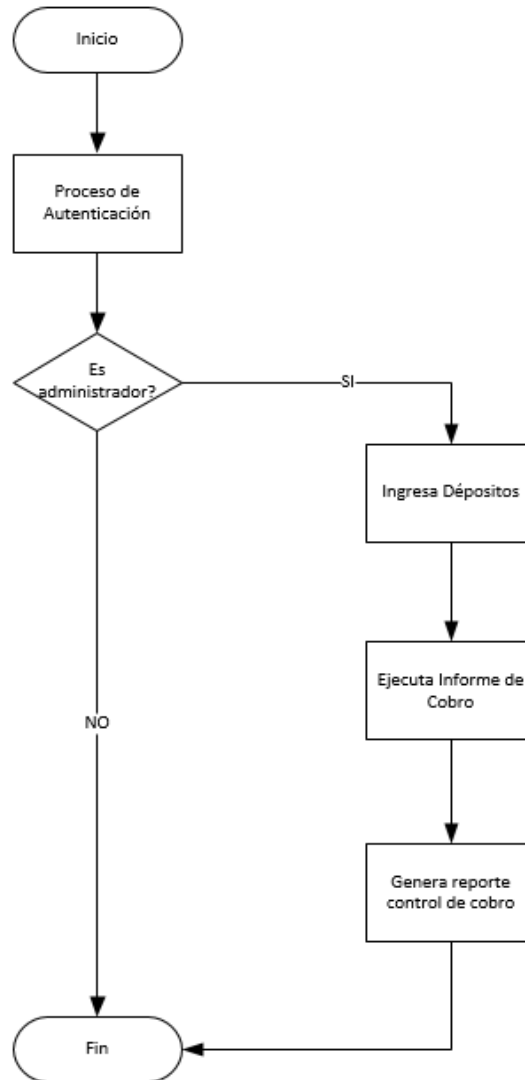 Inicio
Proceso de
Autenticación
Es
administrador?
SI
Ingresa Dépositos
Ejecuta Informe de
Cobro
NO
Genera reporte
control de cobro
Fin